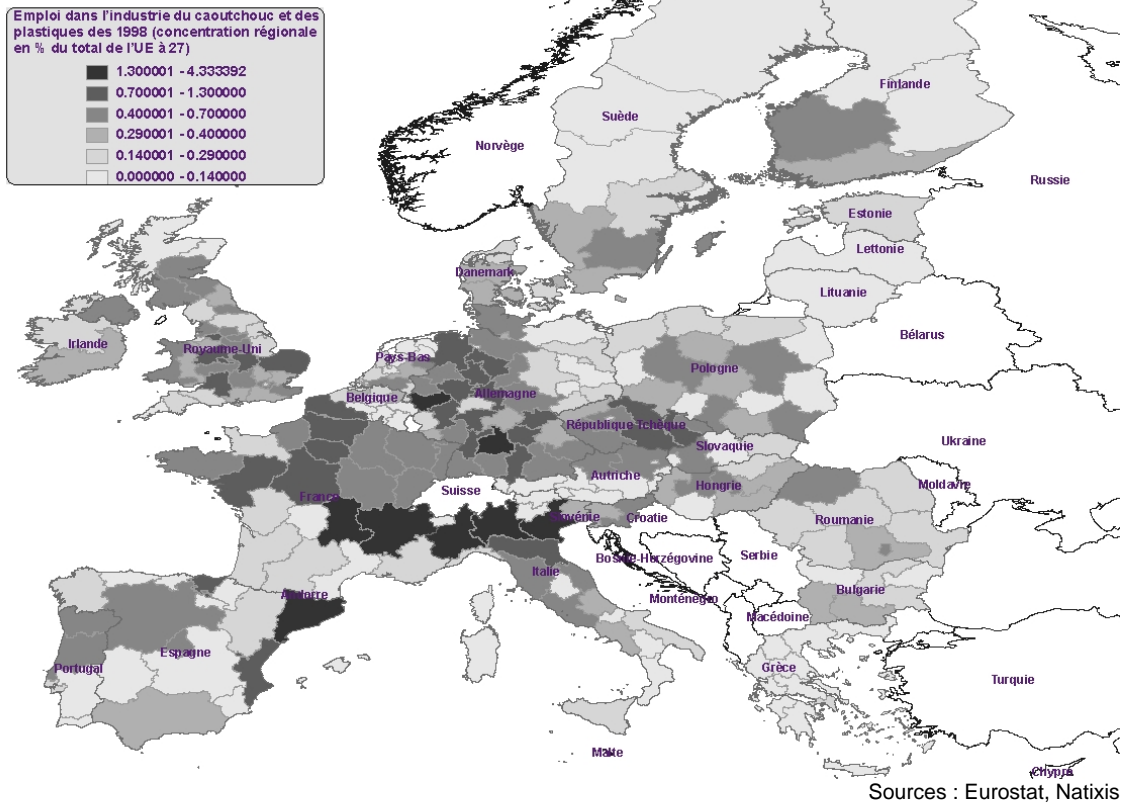 Emploi dans l'industrie du caoutchouc et des
plastiques des 1998 (concentration régionale
en % du total de l'UE à 27)
1.300001 - 4.333392
0.700001 - 1.300000
0.400001 - 0.700000
0.290001 - 0.400000
0.140001 - 0.290000
0.000000 - 0.140000
Finlande
Suède
Norvège
Russie
Estonie
Lettonie
Danemark
Lituanie
Bélarus
Irlande
Royaume-Uni
Pays-Bas
Pologne
Allemagne
Belgique
République Tchèque
Ukraine
Slovaquie
Autriche
Moldavie
Hongrie
Suisse
France
Slovénie
Croatie
Roumanie
Bosnie-Herzégovine
Serbie
Italie
Bulgarie
Andorre
Monténégro
Macédoine
Espagne
Portugal
Grèce
Turquie
Malte
Chypre
Sources : Eurostat, Natixis